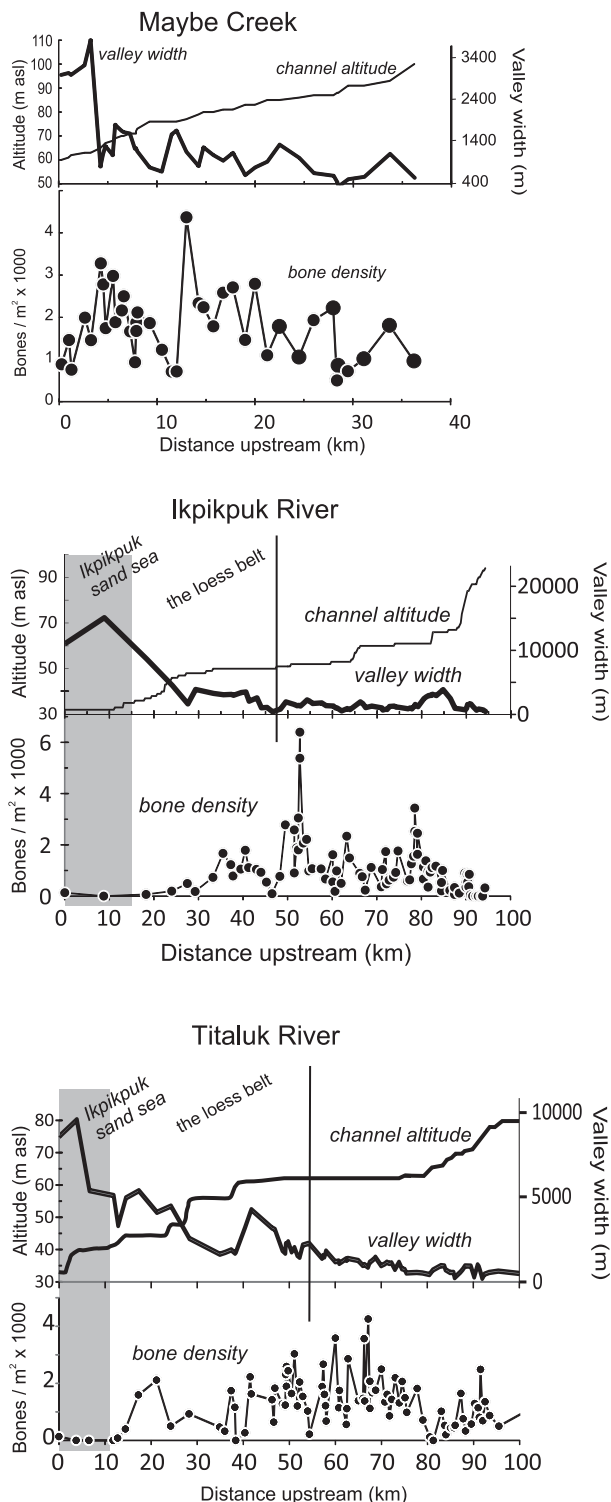 Maybe Creek
110
100
90
80
70
60
50
Altitude (m asl)
valley width
channel altitude
3400
2400
1400
400
Valley width (m)
4
3
2
1
0
Bones / m² x 1000
bone density
0 10 20 30 40
Distance upstream (km)
Ikpikpuk River
Ikpikpuk
sand sea
the loess belt
90
70
50
30
Altitude (m asl)
channel altitude
valley width
20000
10000
0
Valley width (m)
6
4
2
0
Bones / m² x 1000
bone density
0 10 20 30 40 50 60 70 80 90 100
Distance upstream (km)
Titaluk River
Ikpikpuk
sand sea
the loess belt
80
70
60
50
40
30
Altitude (m asl)
channel altitude
valley width
10000
5000
0
Valley width (m)
4
2
0
Bones / m² x 1000
bone density
0 10 20 30 40 50 60 70 80 90 100
Distance upstream (km)